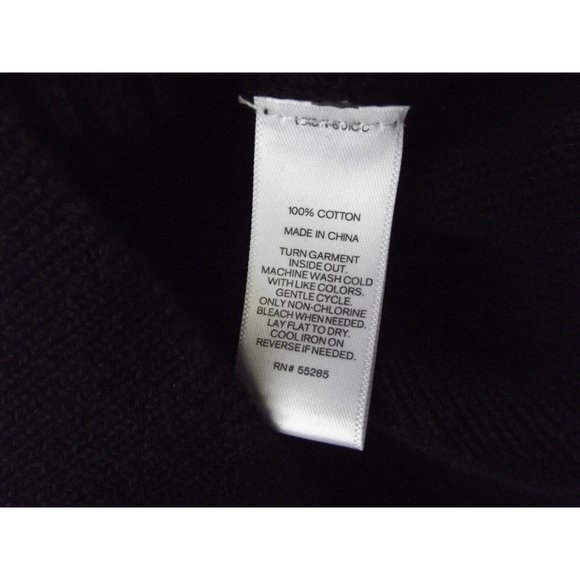 100% COTTON
MADE IN CHINA
TURN GARMENT
INSIDE OUT.
MACHINE WASH COLD
WITH LIKE COLORS.
GENTLE CYCLE.
ONLY NON-CHLORINE
BLEACH WHEN NEEDED.
LAY FLAT TO DRY.
COOL IRON ON
REVERSE IF NEEDED.
RN# 55285